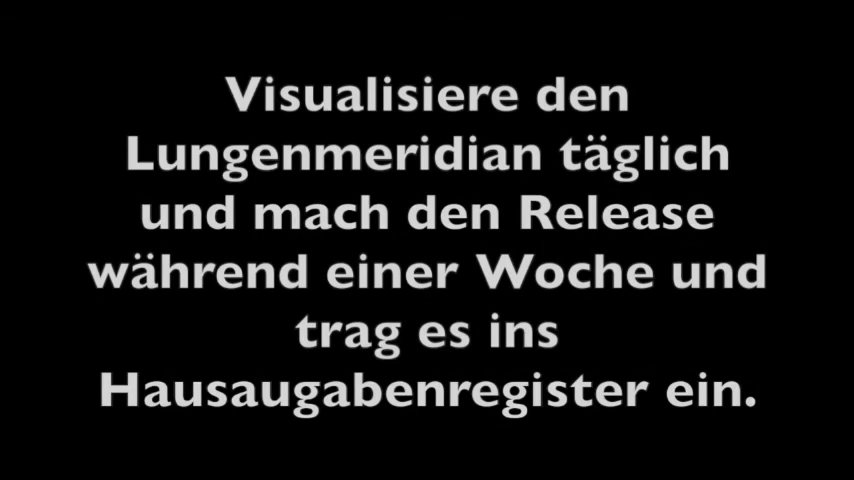 Visualisiere den
Lungenmeridian täglich
und mach den Release
während einer Woche und
trag es ins
Hausaugabenregister ein.